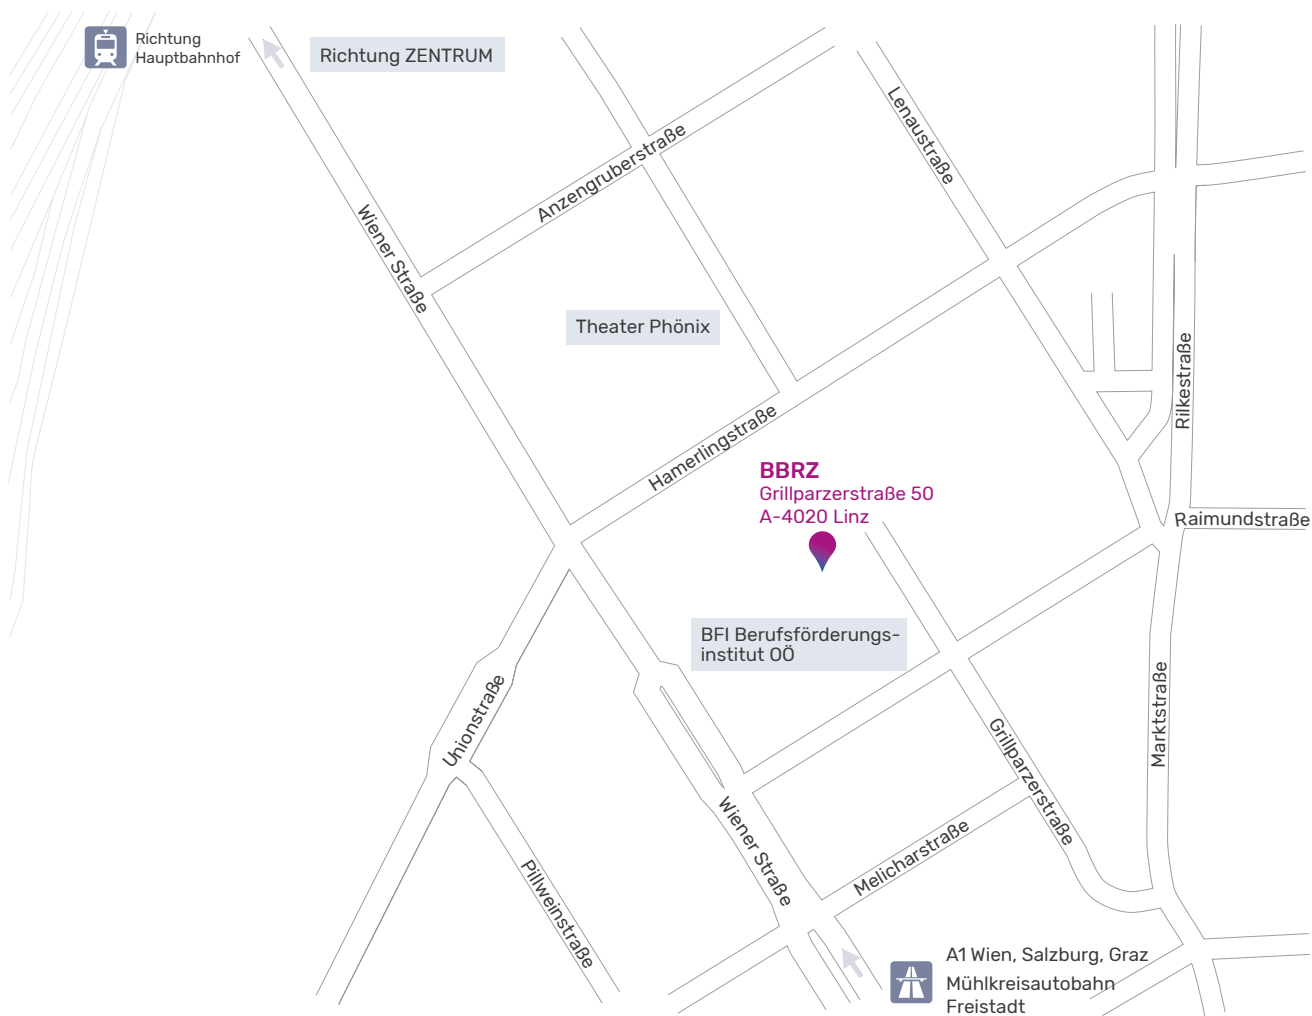 Richtung
Hauptbahnhof
Richtung ZENTRUM
Lenaustraße
Anzengruberstraße
Wiener Straße
Theater Phönix
Rilkestraße
Hamerlingstraße
BBRZ
Grillparzerstraße 50
A-4020 Linz
Raimundstraße
BFI Berufsförderungs-
institut OÖ
Unionstraße
Marktstraße
Grillparzerstraße
Wiener Straße
Melicharstraße
Pillweinstraße
A1 Wien, Salzburg, Graz
Mühlkreisautobahn
Freistadt